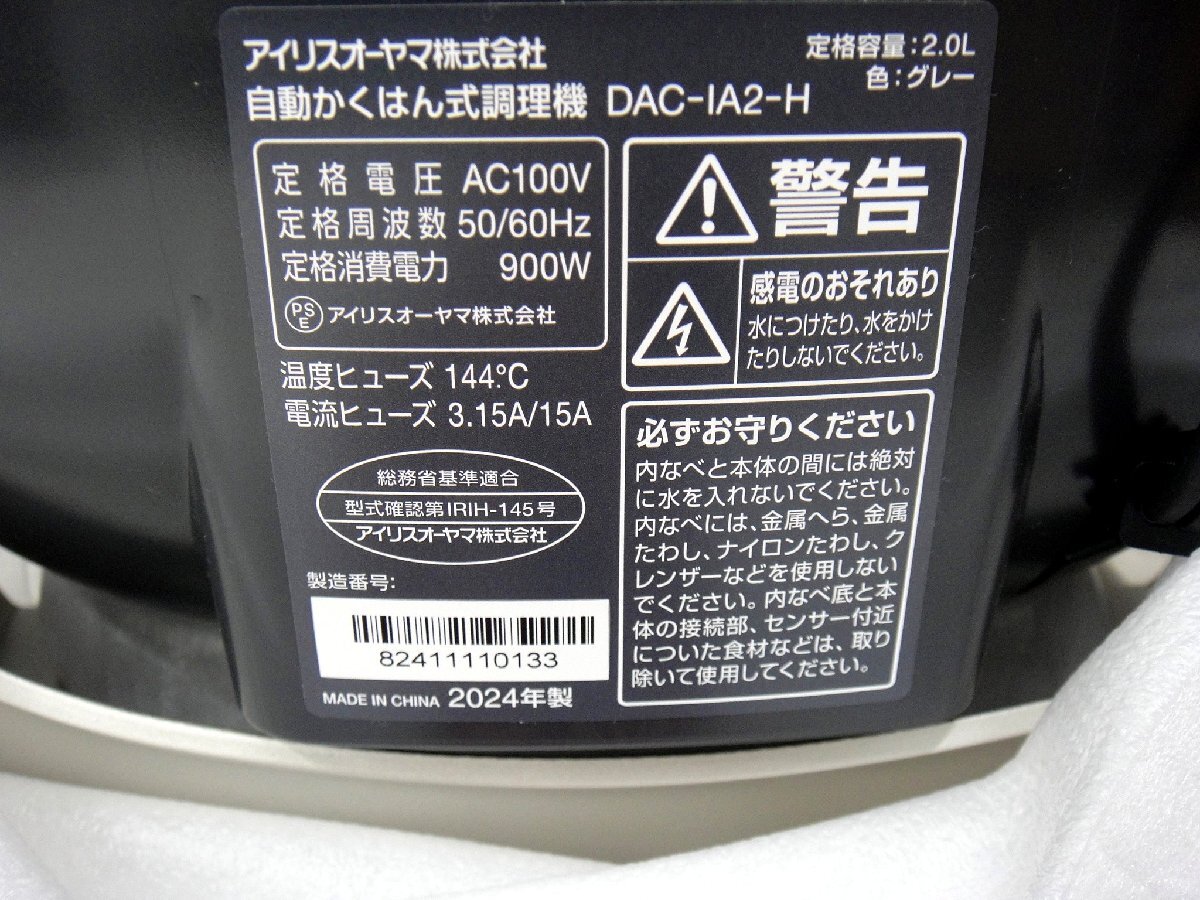 アイリスオーヤマ株式会社
定格容量:2.0L
自動かくはん式調理機 DAC-IA2-H
色:グレー
定格電圧 AC100V
定格周波数 50/60Hz
定格消費電力 900W
PSE アイリスオーヤマ株式会社
温度ヒューズ 144℃
電流ヒューズ 3.15A/15A
総務省基準適合
型式確認第IRIH-145号
アイリスオーヤマ株式会社
製造番号:
82411110133
MADE IN CHINA 2024年製
警告
感電のおそれあり
水につけたり、水をかけ
たりしないでください。
必ずお守りください
内なべと本体の間には絶対
に水を入れないでください。
内なべには、金属へら、金属
たわし、ナイロンたわし、ク
レンザーなどを使用しない
でください。内なべ底と本
体の接続部、センサー付近
についた食材などは、取り
除いて使用してください。